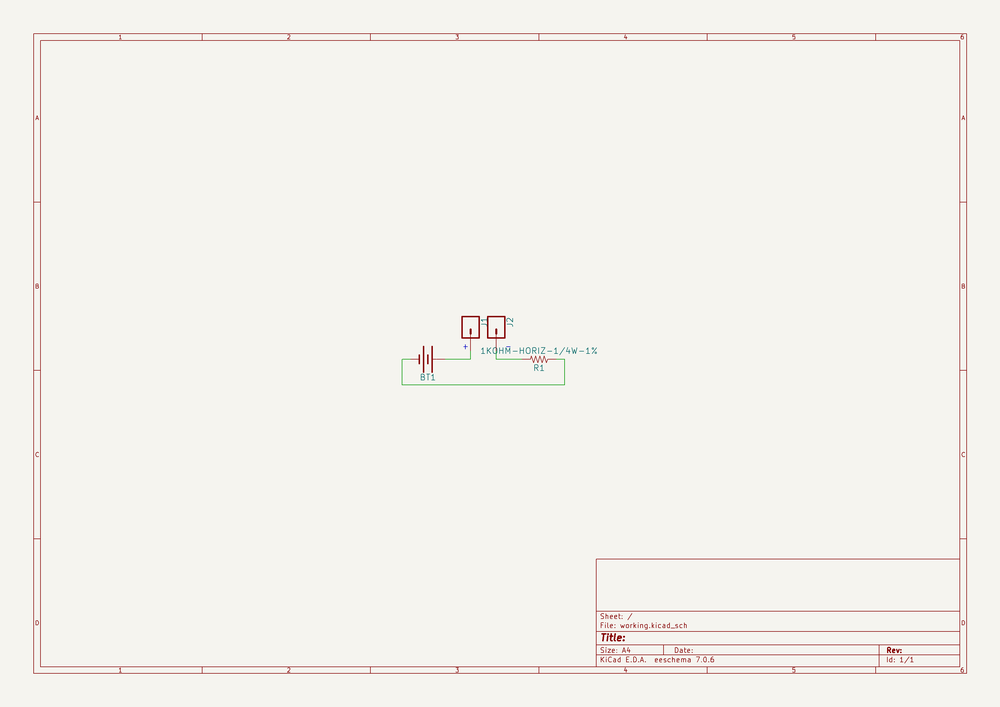 1 2 3 4 5 6
A A
J1 J2
B B
+ -
1KOHM-HORIZ-1/4W-1%
R1
BT1
C C
Sheet: /
File: working.kicad_sch
D D
Title:
Size: A4 Date: Rev:
KiCad E.D.A. eeschema 7.0.6 Id: 1/1
1 2 3 4 5 6